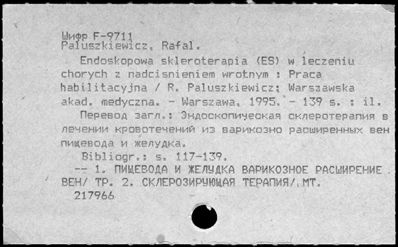 Шифр F-9711
Paluszkiewicz, Rafal.
Endoskopowa skleroterapia (ES) w leczeniu
chorych z nadcisnieniem wrotnym : Praca
habilitacyjna / R. Paluszkiewicz; Warszawska
akad. medyczna. - Warszawa, 1995. - 139 s. : il.
Перевод загл.: Эндоскопическая склеротерапия в
лечении кровотечений из варикозно расширенных вен
пищевода и желудка.
Bibliogr.: s. 117-139.
-- 1. ПИЩЕВОДА И ЖЕЛУДКА ВАРИКОЗНОЕ РАСШИРЕНИЕ
ВЕН/ ТР. 2. СКЛЕРОЗИРУЮЩАЯ ТЕРАПИЯ/ МТ.
217966